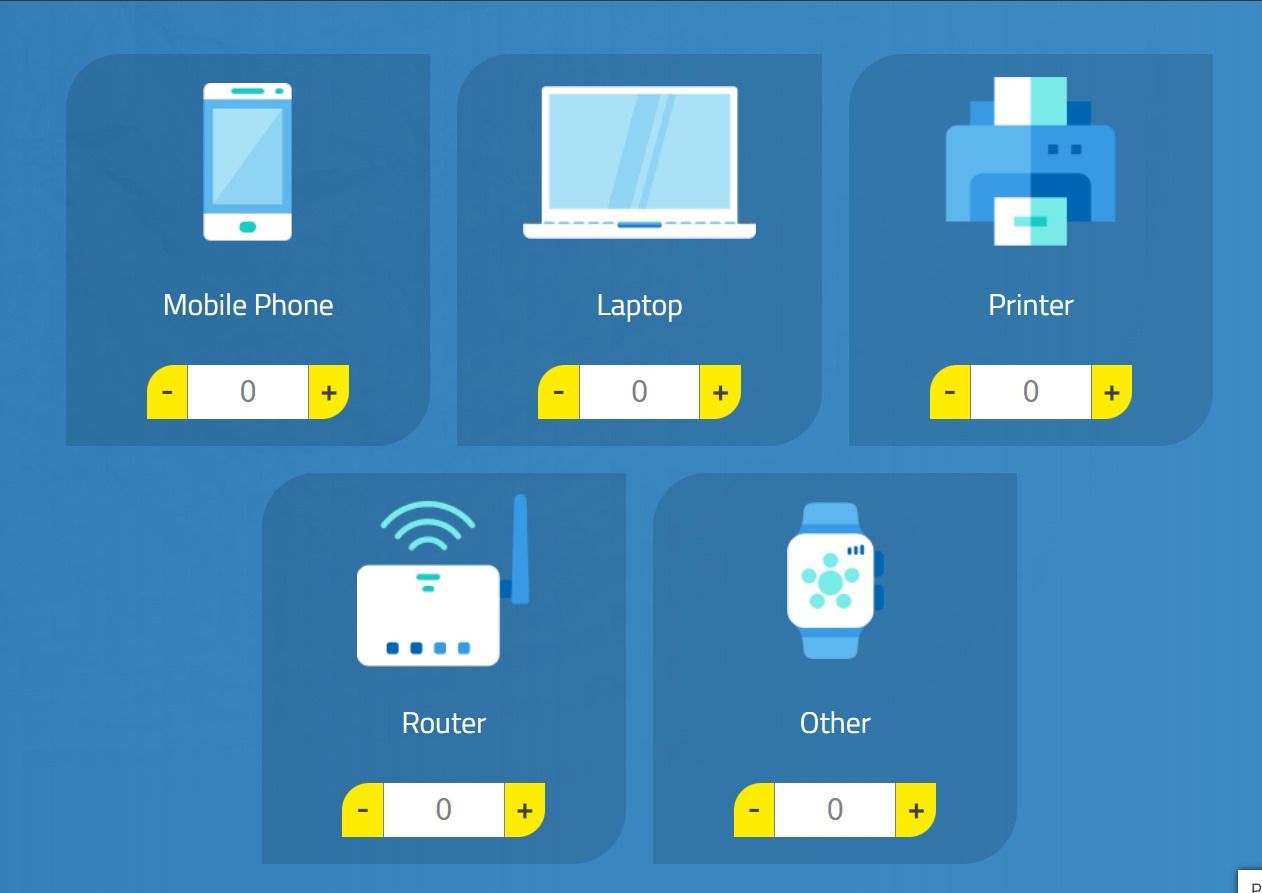 Mobile Phone
Laptop
Printer
- 0 +
- 0 +
- 0 +
Router
Other
- 0 +
- 0 +
P